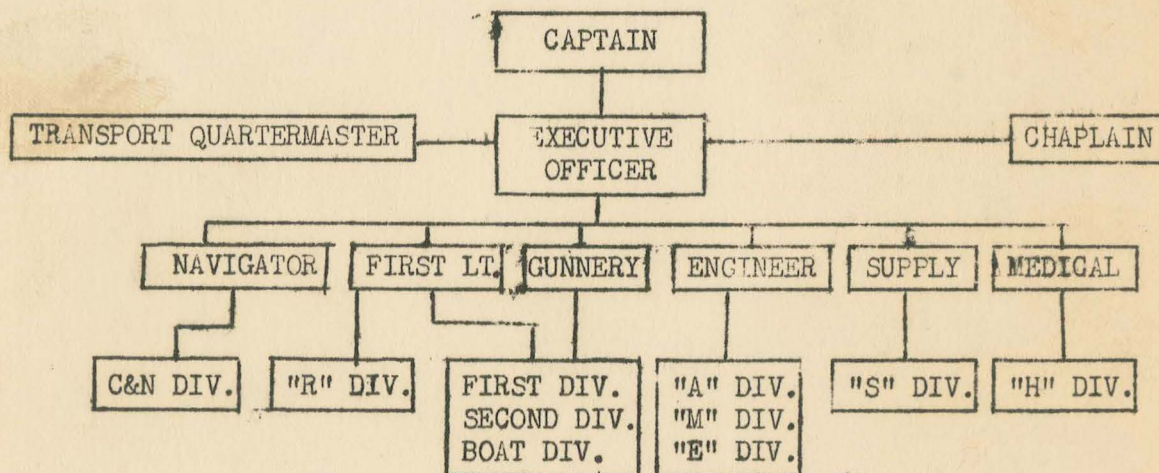 CAPTAIN
TRANSPORT QUARTERMASTER
EXECUTIVE
OFFICER
CHAPLAIN
NAVIGATOR
FIRST LT.
GUNNERY
ENGINEER
SUPPLY
MEDICAL
C&N DIV.
"R" DIV.
FIRST DIV.
SECOND DIV.
BOAT DIV.
"A" DIV.
"M" DIV.
"E" DIV.
"S" DIV.
"H" DIV.